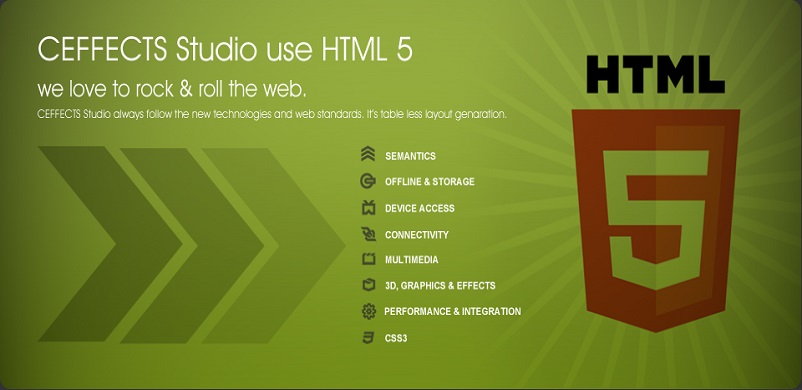 CEFFECTS Studio use HTML 5
we love to rock & roll the web.
CEFFECTS Studio always follow the new technologies and web standards. It's table less layout genaration.
SEMANTICS
OFFLINE & STORAGE
DEVICE ACCESS
CONNECTIVITY
MULTIMEDIA
3D, GRAPHICS & EFFECTS
PERFORMANCE & INTEGRATION
CSS3
HTML
5